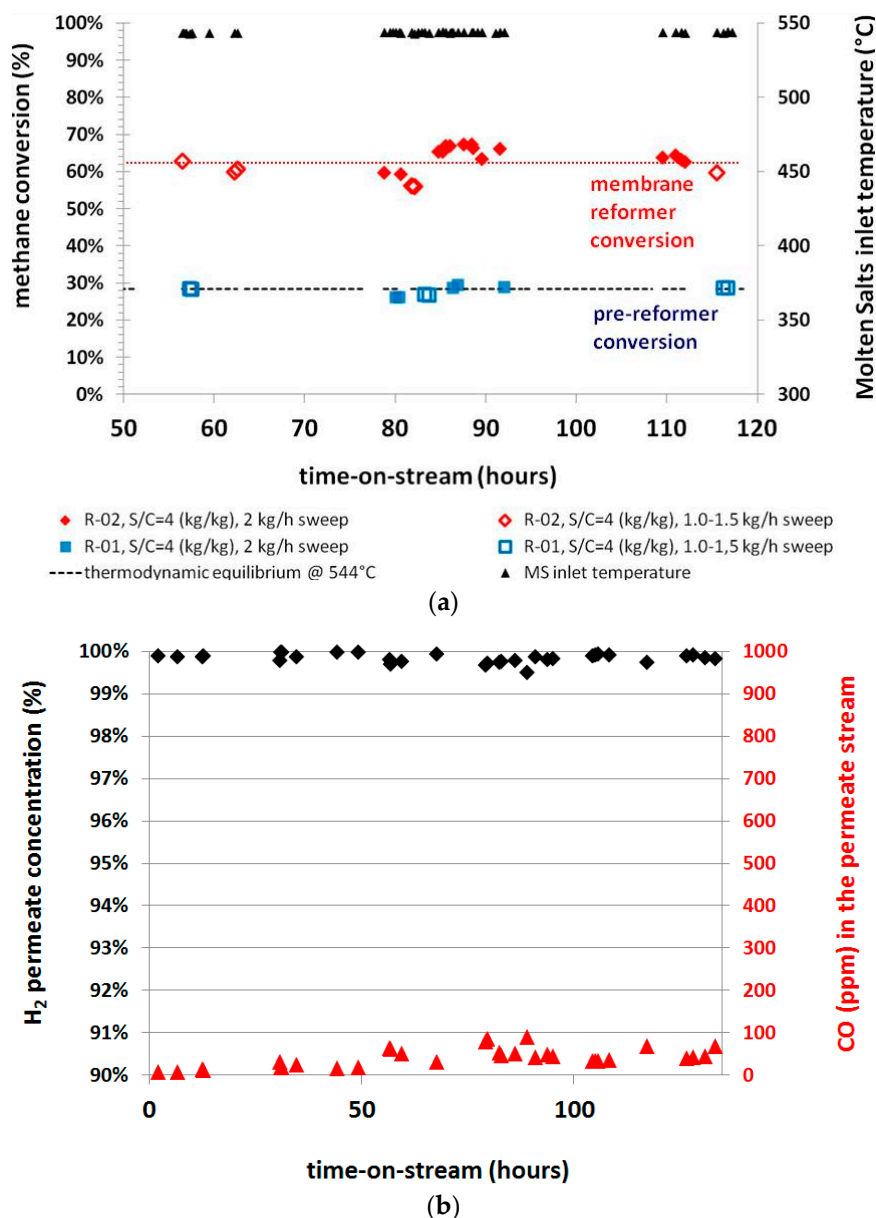 100%
90%
80%
70%
60%
50%
40%
30%
20%
10%
0%
methane conversion (%)
550
500
450
400
350
300
Molten Salts inlet temperature (°C)
membrane
reformer
conversion
pre-reformer
conversion
50 60 70 80 90 100 110 120
time-on-stream (hours)
R-02, S/C=4 (kg/kg), 2 kg/h sweep
R-02, S/C=4 (kg/kg), 1.0-1.5 kg/h sweep
R-01, S/C=4 (kg/kg), 2 kg/h sweep
R-01, S/C=4 (kg/kg), 1.0-1,5 kg/h sweep
thermodynamic equilibrium @ 544°C
MS inlet temperature
(a)
100%
99%
98%
97%
96%
95%
94%
93%
92%
91%
90%
H2 permeate concentration (%)
1000
900
800
700
600
500
400
300
200
100
0
CO (ppm) in the permeate stream
0 50 100
time-on-stream (hours)
(b)